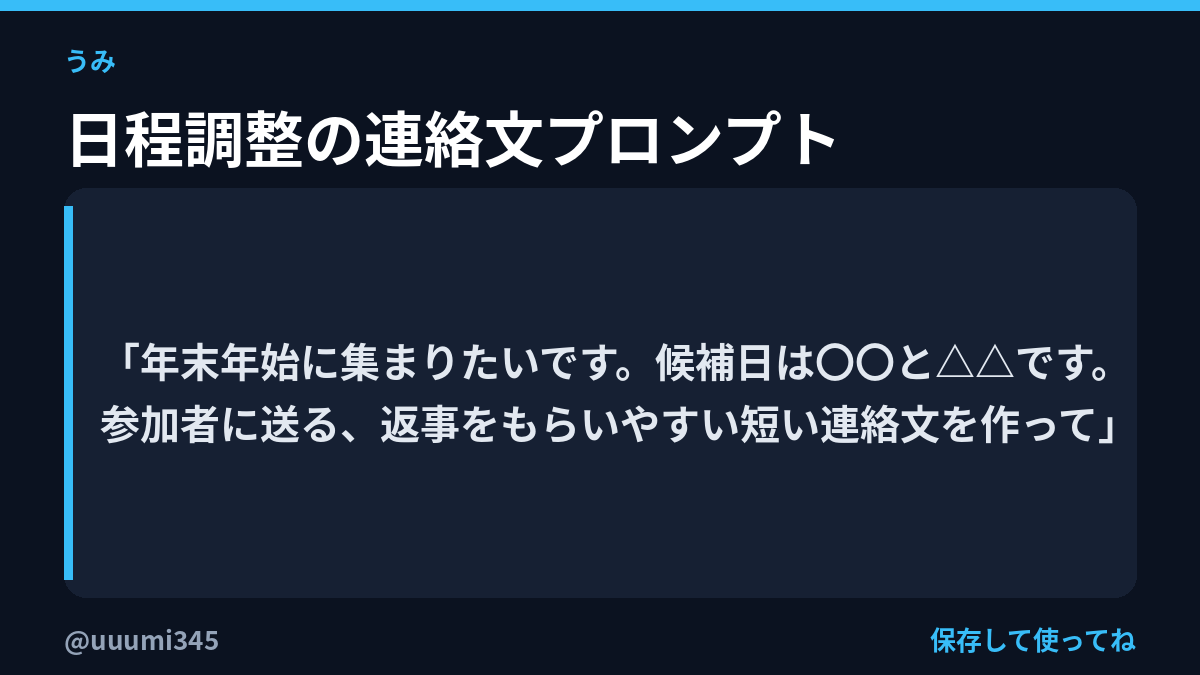 うみ
日程調整の連絡文プロンプト
「年末年始に集まりたいです。候補日は〇〇と△△です。
参加者に送る、返事をもらいやすい短い連絡文を作って」
@uuumi345
保存して使ってね